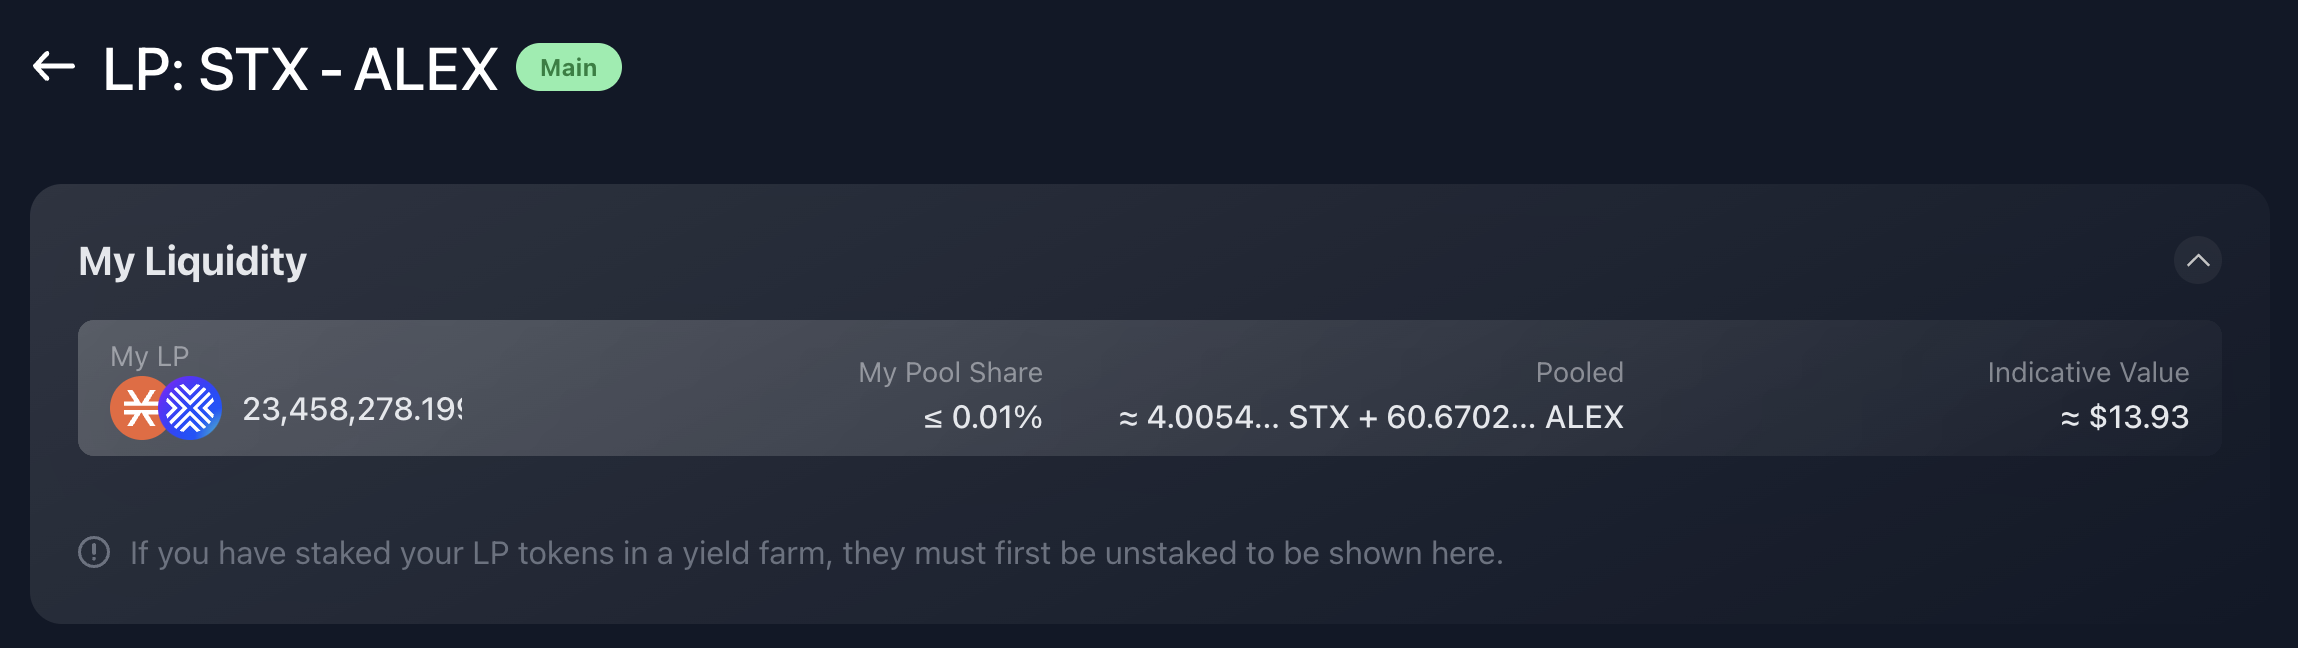 LP: STX - ALEX Main
My Liquidity
My LP
23,458,278.19
My Pool Share
≤ 0.01%
Pooled
≈ 4.0054... STX + 60.6702... ALEX
Indicative Value
≈ $13.93
If you have staked your LP tokens in a yield farm, they must first be unstaked to be shown here.